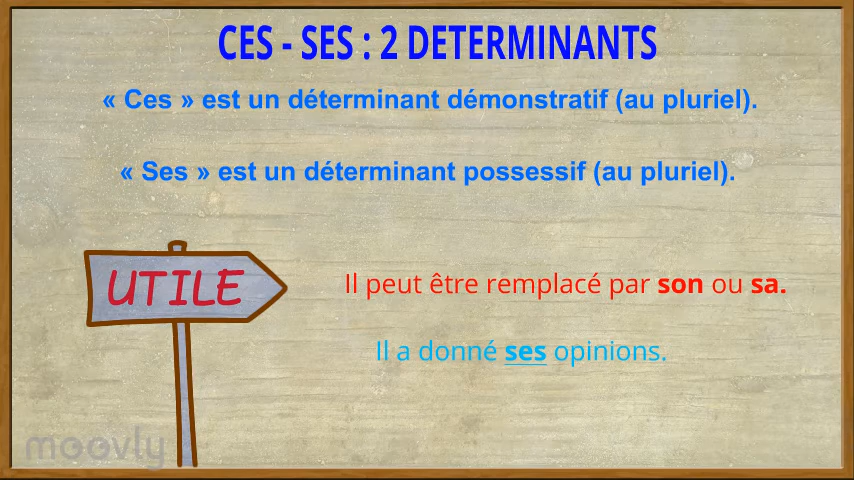 CES - SES : 2 DETERMINANTS
« Ces » est un déterminant démonstratif (au pluriel).
« Ses » est un déterminant possessif (au pluriel).
UTILE
Il peut être remplacé par son ou sa.
Il a donné ses opinions.
moovly